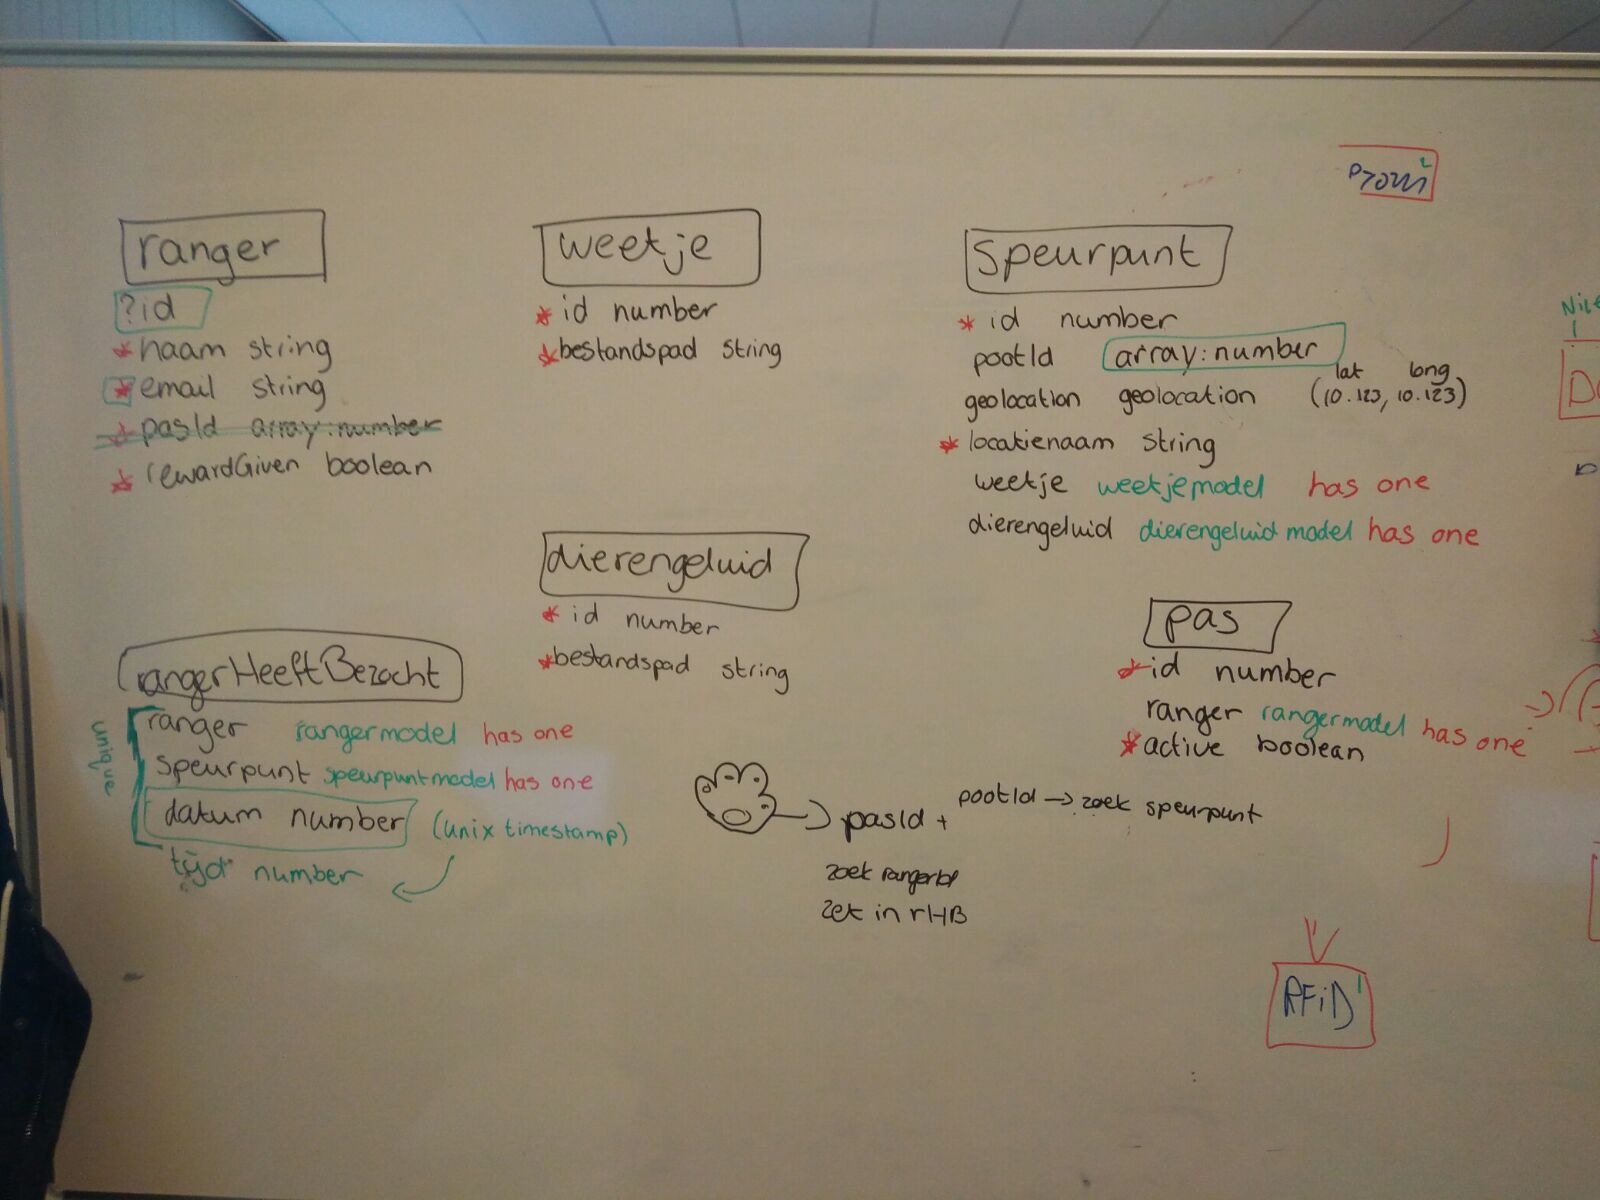 ranger
?id
* naam string
* email string
* pasId array:number
* rewardGiven boolean
weetje
* id number
* bestandspad string
speurpunt
* id number
pootId array:number
geolocation geolocation (10.123, 10.123)
lat long
* locatienaam string
weetje weetjemodel has one
dierengeluid dierengeluidmodel has one
dierengeluid
* id number
* bestandspad string
pas
* id number
ranger rangermodel has one
* active boolean
rangerHeeftBezocht
unique
ranger rangermodel has one
speurpunt speurpuntmodel has one
datum number (unix timestamp)
tijd number
pasId + pootId → zoek speurpunt
zoek rangerId
zet in rHB
RFiD 1